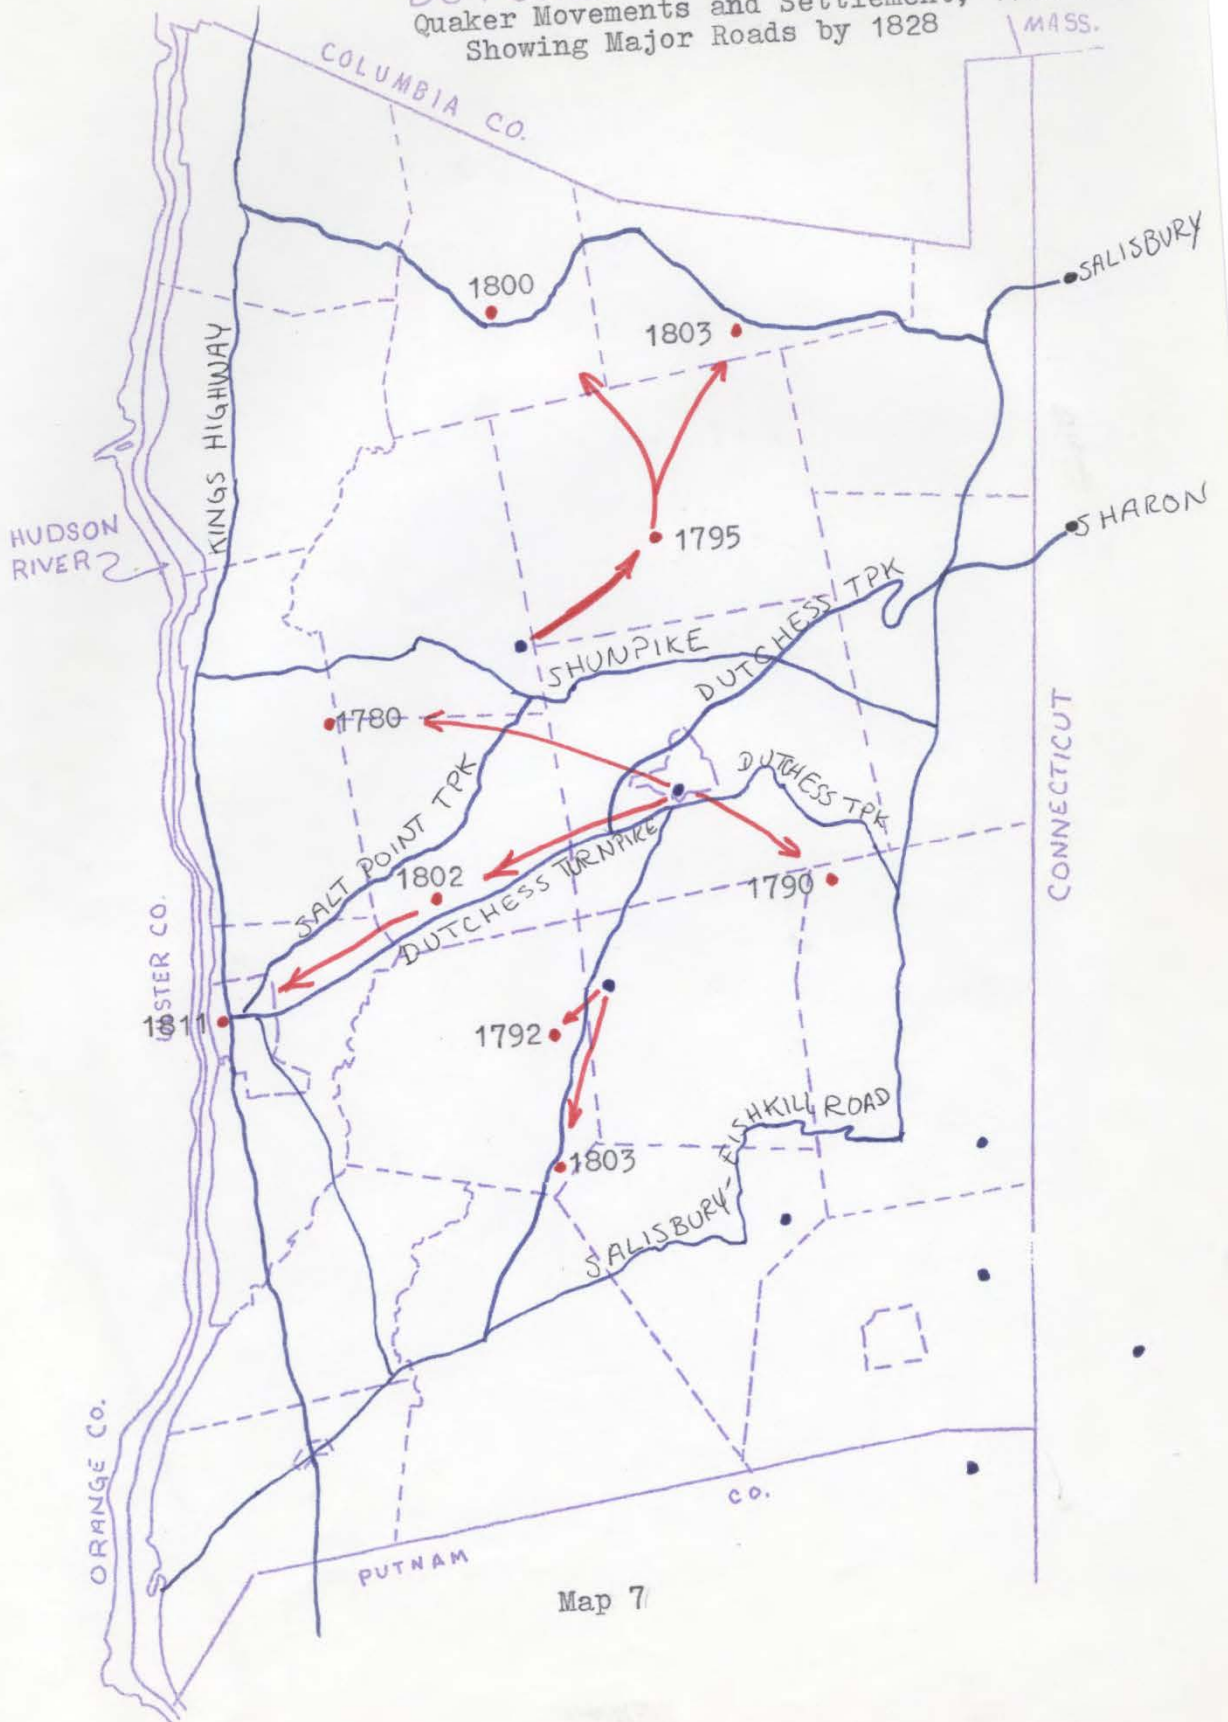 Quaker Movements and Settlement,
Showing Major Roads by 1828
MASS.
COLUMBIA CO.
SALISBURY
1800
1803
KINGS HIGHWAY
SHARON
HUDSON
RIVER
1795
DUTCHESS TPK
SHUNPIKE
1780
CONNECTICUT
DUTCHESS TPK
SALT POINT TPK
1802
DUTCHESS TURNPIKE
1790
CO.
1811
1792
1803
SALISBURY-FISHKILL ROAD
ORANGE CO.
CO.
PUTNAM
Map 7